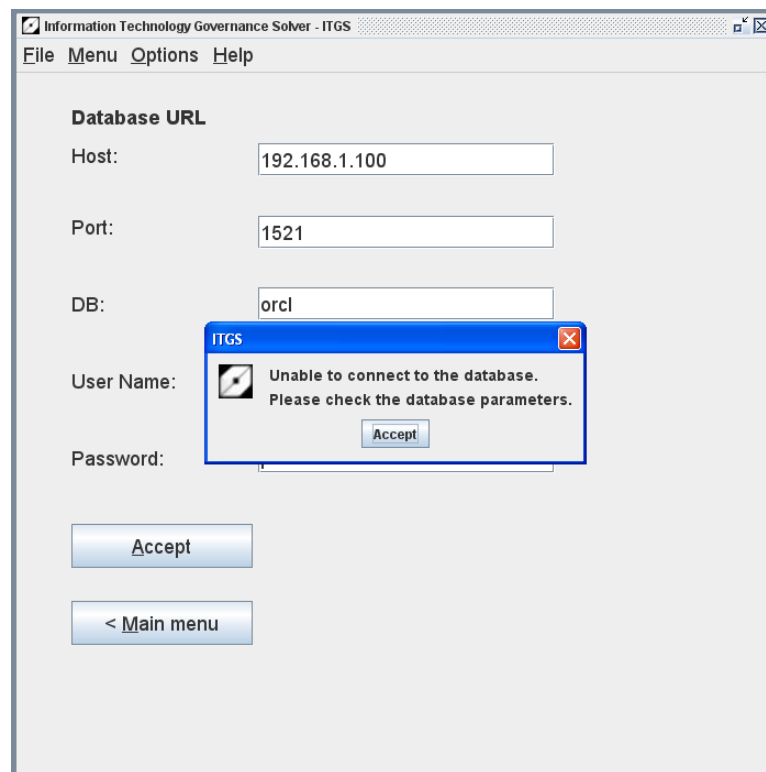 Information Technology Governance Solver - ITGS
File Menu Options Help
Database URL
Host: 192.168.1.100
Port: 1521
DB: orcl
ITGS
Unable to connect to the database.
Please check the database parameters.
Accept
User Name:
Password:
Accept
< Main menu